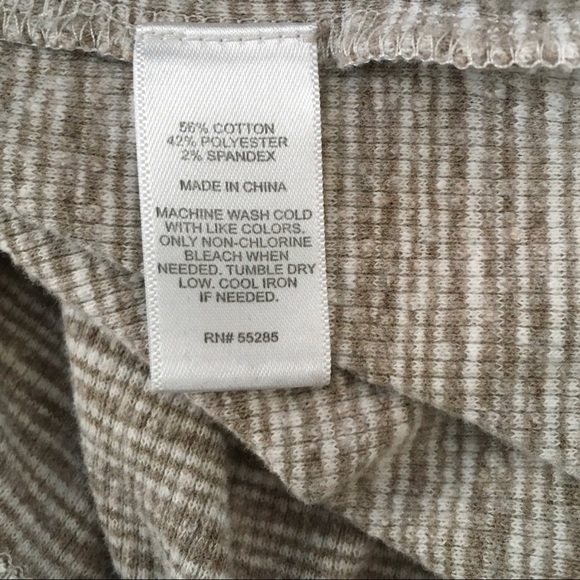 56% COTTON
42% POLYESTER
2% SPANDEX
MADE IN CHINA
MACHINE WASH COLD
WITH LIKE COLORS.
ONLY NON-CHLORINE
BLEACH WHEN
NEEDED. TUMBLE DRY
LOW. COOL IRON
IF NEEDED.
RN# 55285